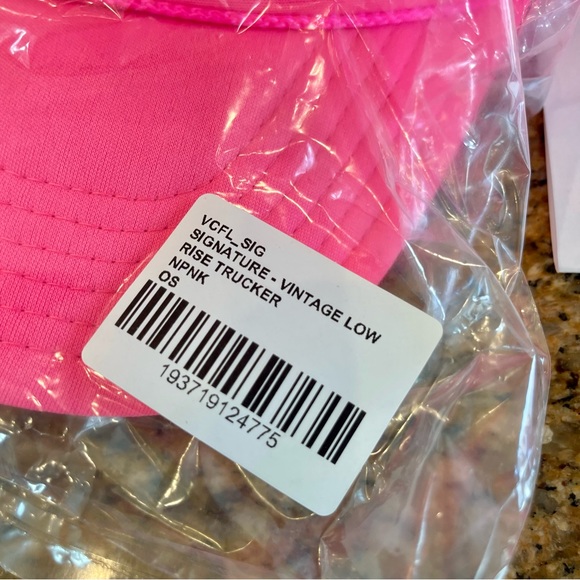 VCFL_SIG
SIGNATURE - VINTAGE LOW
RISE TRUCKER
NPNK
OS
193719124775